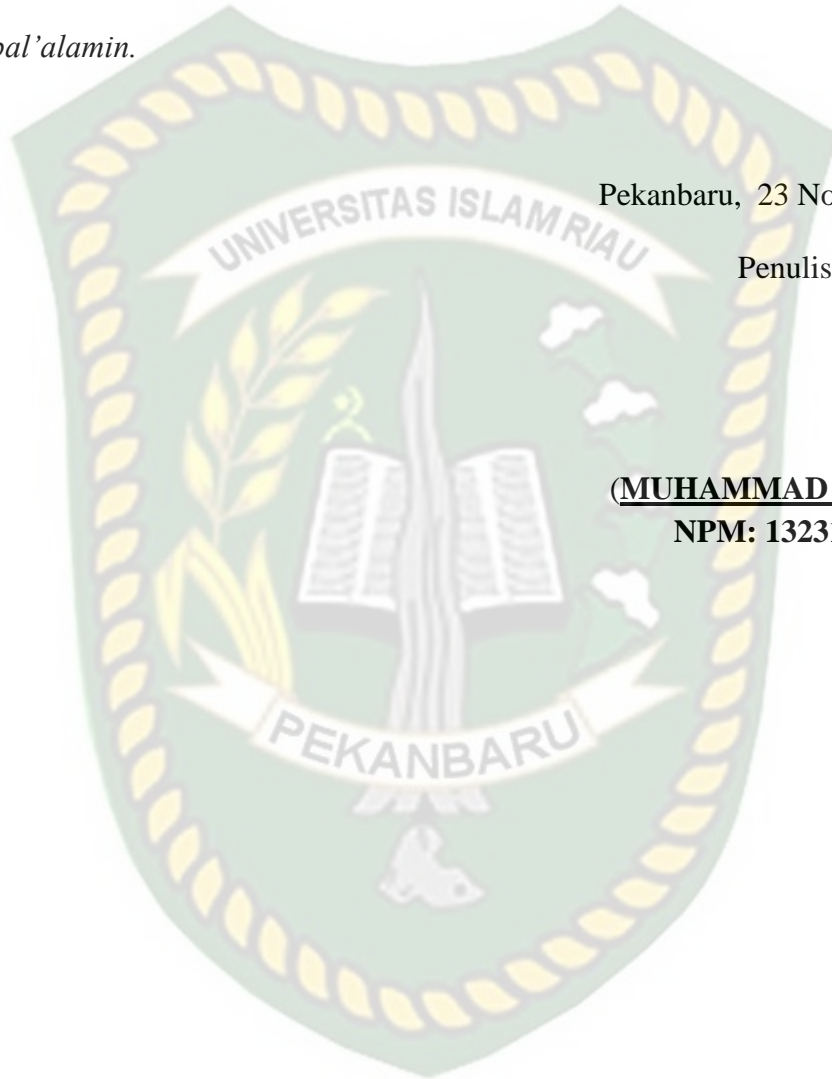 bal’alamin.
UNIVERSITAS ISLAM RIAU
Pekanbaru, 23 No
Penulis
(MUHAMMAD
NPM: 1323
PEKANBARU